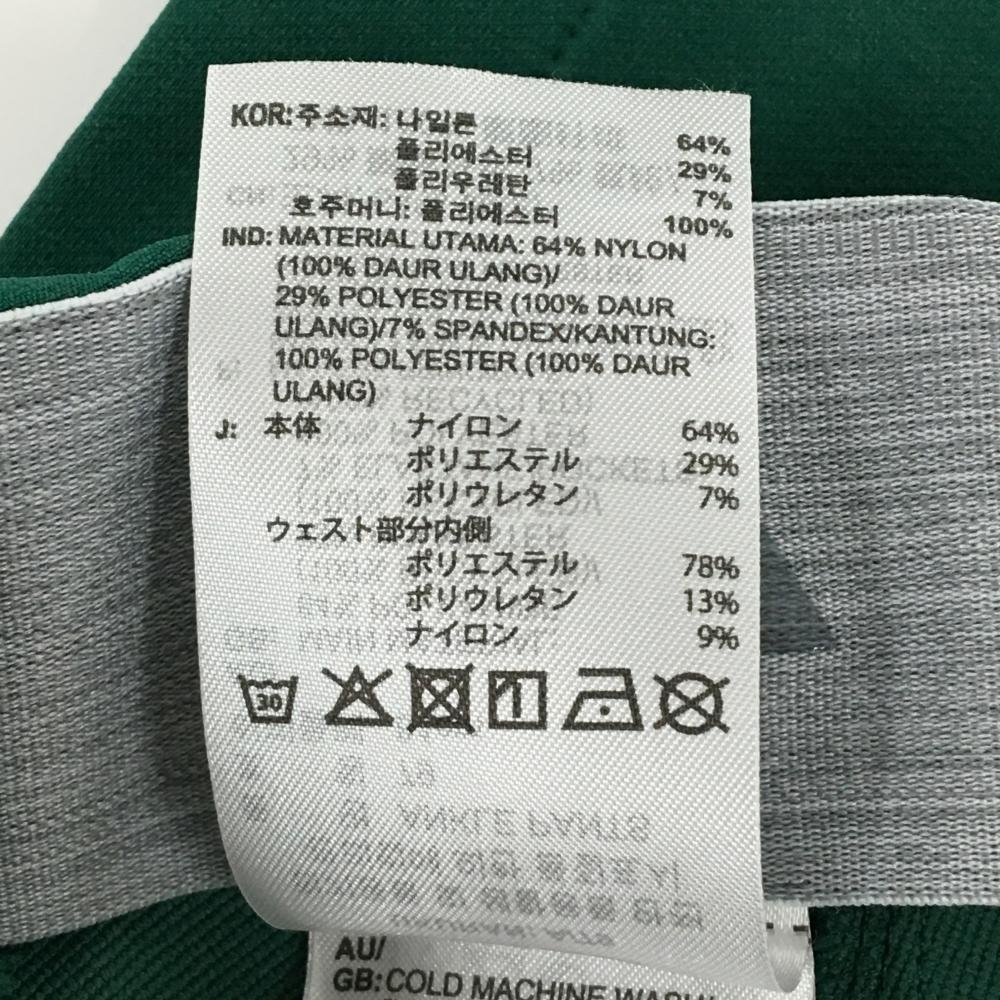 KOR: 주소재: 나일론 64%
폴리에스터 29%
폴리우레탄 7%
호주머니: 폴리에스터 100%
IND: MATERIAL UTAMA: 64% NYLON
(100% DAUR ULANG)/
29% POLYESTER (100% DAUR
ULANG)/7% SPANDEX/KANTUNG:
100% POLYESTER (100% DAUR
ULANG)
J: 本体 ナイロン 64%
ポリエステル 29%
ポリウレタン 7%
ウェスト部分内側
ポリエステル 78%
ポリウレタン 13%
ナイロン 9%
30
AU/
GB: COLD MACHINE WASH/